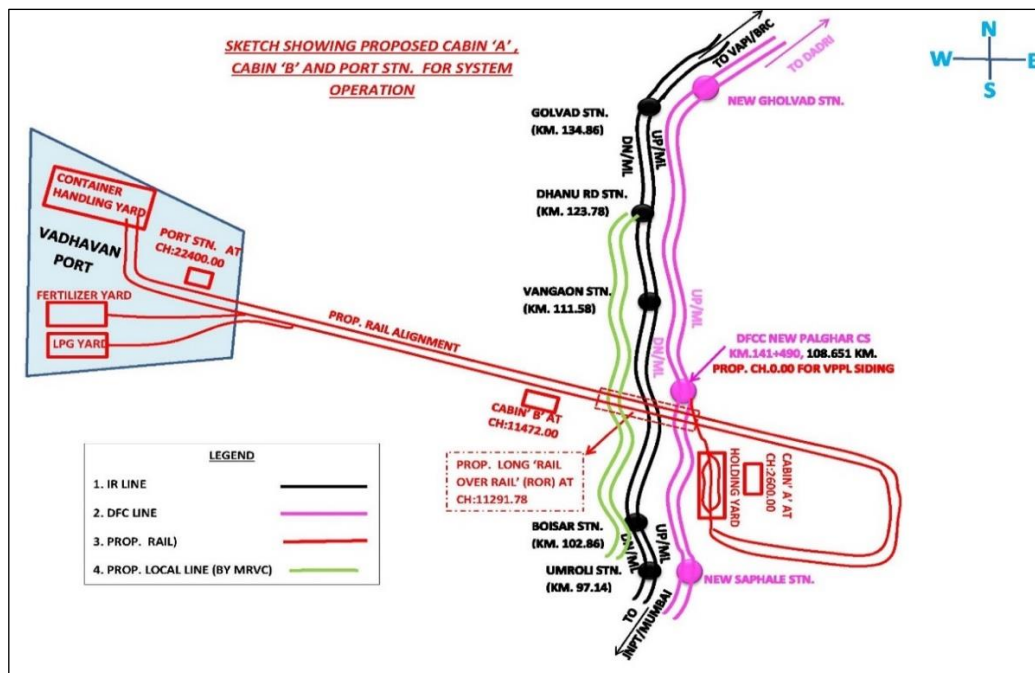 SKETCH SHOWING PROPOSED CABIN 'A' ,
CABIN 'B' AND PORT STN. FOR SYSTEM
OPERATION
TO VAPI/BRC
TO DADRI
N
W
E
S
NEW GHOLVAD STN.
GOLVAD STN.
(KM. 134.86)
DN/ML
UP/ML
DHANU RD STN.
(KM. 123.78)
CONTAINER
HANDLING YARD
PORT STN. AT
CH:22400.00
VADHAVAN
PORT
FERTILIZER YARD
LPG YARD
PROP. RAIL ALIGNMENT
VANGAON STN.
(KM. 111.58)
UP/ML
DN/ML
DFCC NEW PALGHAR CS
KM.141+490, 108.651 KM.
PROP. CH.0.00 FOR VPPL SIDING
CABIN' B' AT
CH:11472.00
PROP. LONG 'RAIL
OVER RAIL' (ROR) AT
CH:11291.78
HOLDING YARD
CABIN' A' AT
CH:2600.00
BOISAR STN.
(KM. 102.86)
DN/ML
UP/ML
UMROLI STN.
(KM. 97.14)
NEW SAPHALE STN.
TO
JNPT/MUMBAI
LEGEND
1. IR LINE
2. DFC LINE
3. PROP. RAIL)
4. PROP. LOCAL LINE (BY MRVC)